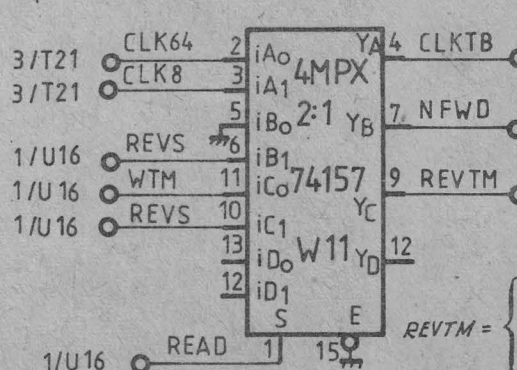 3/T21 CLK64 2 iA0 YA 4 CLKTB
3/T21 CLK8 3 iA1 4MPX
5 iB0 2:1 YB 7 NFWD
1/U16 REVS 6 iB1
1/U16 WTM 11 iC0 74157 9 REVTM
1/U16 REVS 10 iC1 YC
13 iD0 W11 YD 12
12 iD1
S E
1/U16 READ 1 15
REVTM =